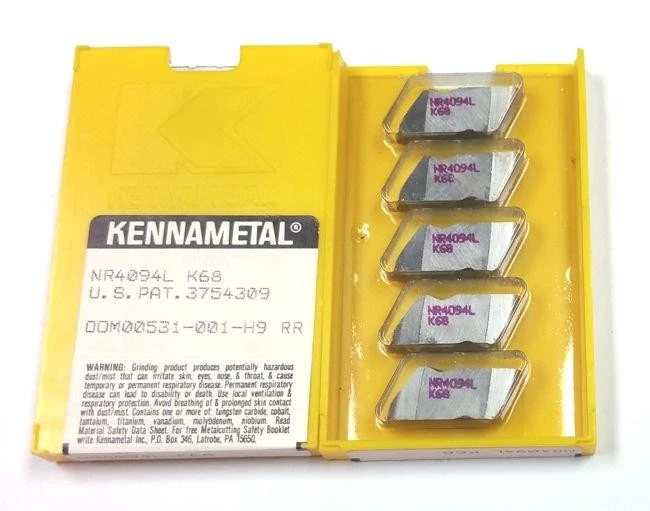 KENNAMETAL
KENNAMETAL®
NR4094L K68
U.S.PAT.3754309
OOM00531-001-H9 RR
WARNING: Grinding product produces potentially hazardous
dust/mist that can irritate skin, eyes, nose, & throat, & cause
temporary or permanent respiratory disease. Permanent respiratory
disease can lead to disability or death. Use local ventilation &
respiratory protection. Avoid breathing of & prolonged skin contact
with dust/mist. Contains one or more of: tungsten carbide, cobalt,
tantalum, titanium, vanadium, molybdenum, niobium. Read
Material Safety Data Sheet. For free Metalcutting Safety Booklet
write Kennametal Inc., P.O. Box 346, Latrobe, PA 15650.
NR4094L
K68
NR4094L
K68
NR4094L
K68
NR4094L
K68
NR4094L
K68
NR4094L K68